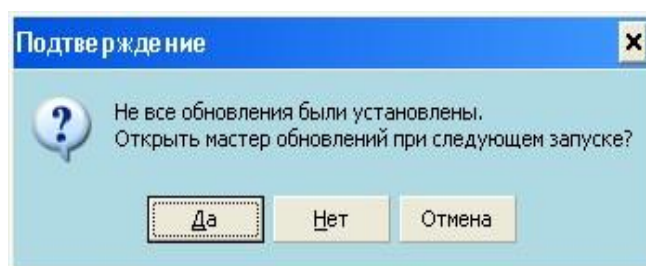 Подтверждение
Не все обновления были установлены.
Открыть мастер обновлений при следующем запуске?
Да
Нет
Отмена